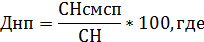 Днп = СНсмсп / СН * 100, где